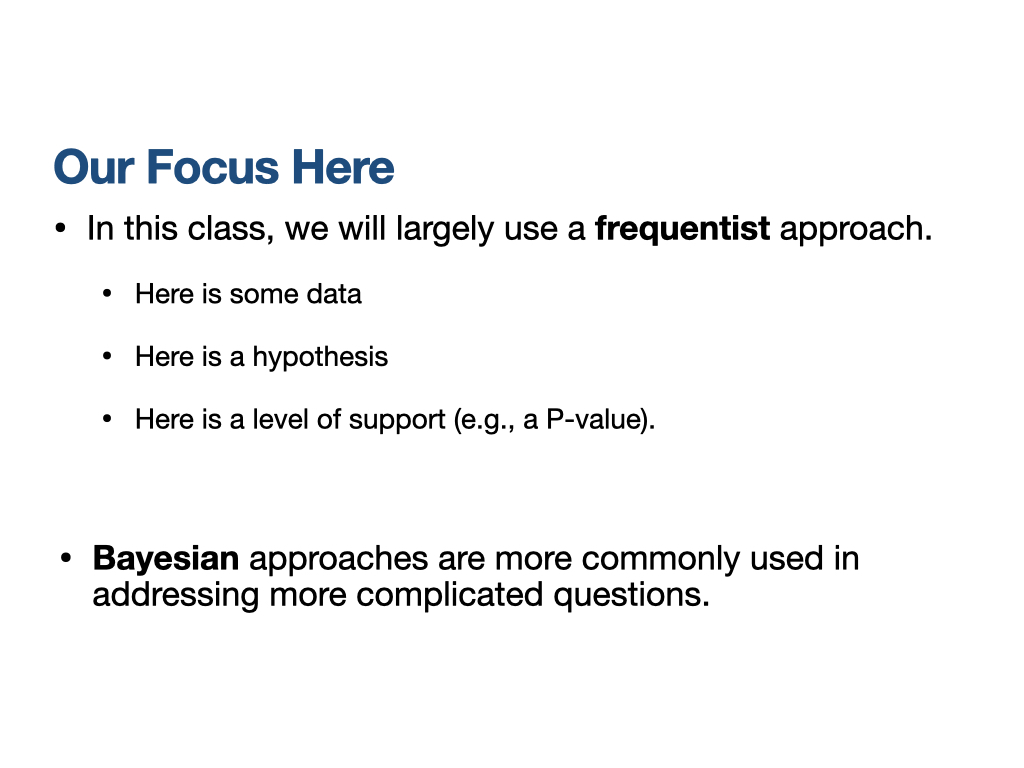 Our Focus Here
• In this class, we will largely use a frequentist approach.
• Here is some data
• Here is a hypothesis
• Here is a level of support (e.g., a P-value).
• Bayesian approaches are more commonly used in
addressing more complicated questions.